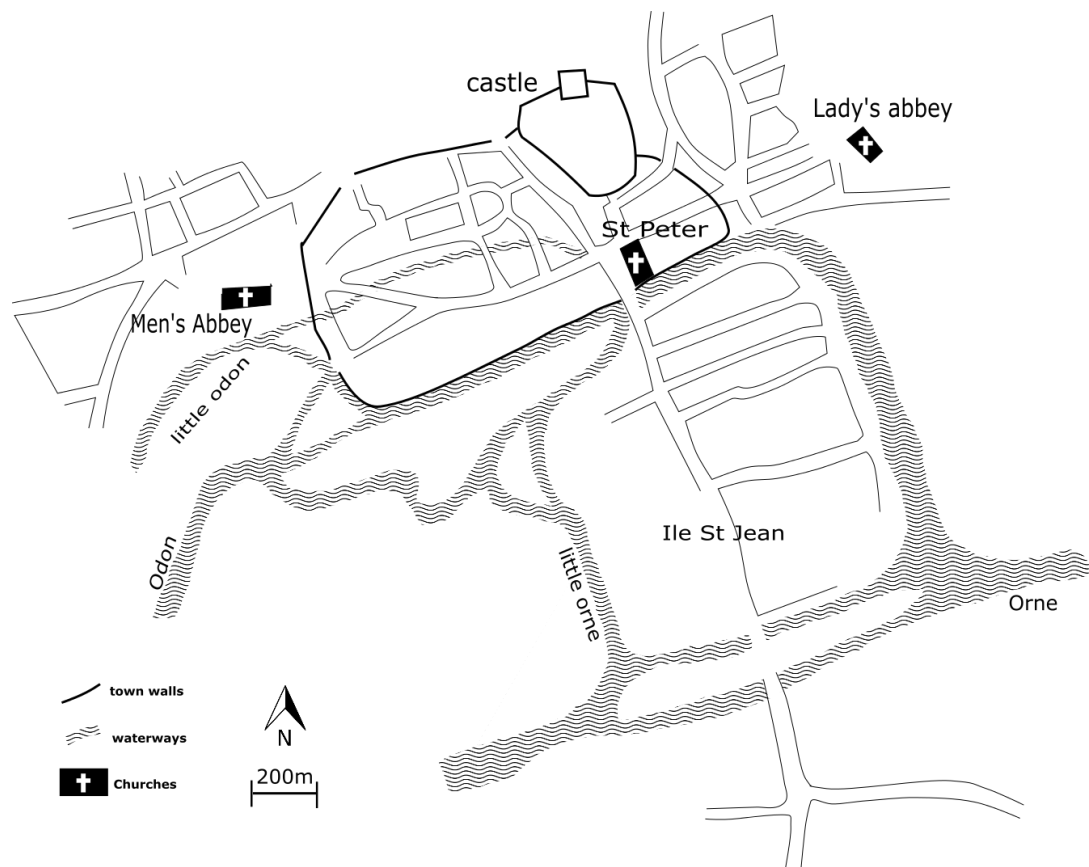 castle
Lady's abbey
St Peter
Men's Abbey
little odon
Odon
Ile St Jean
little orne
Orne
town walls
waterways
Churches
N
200m